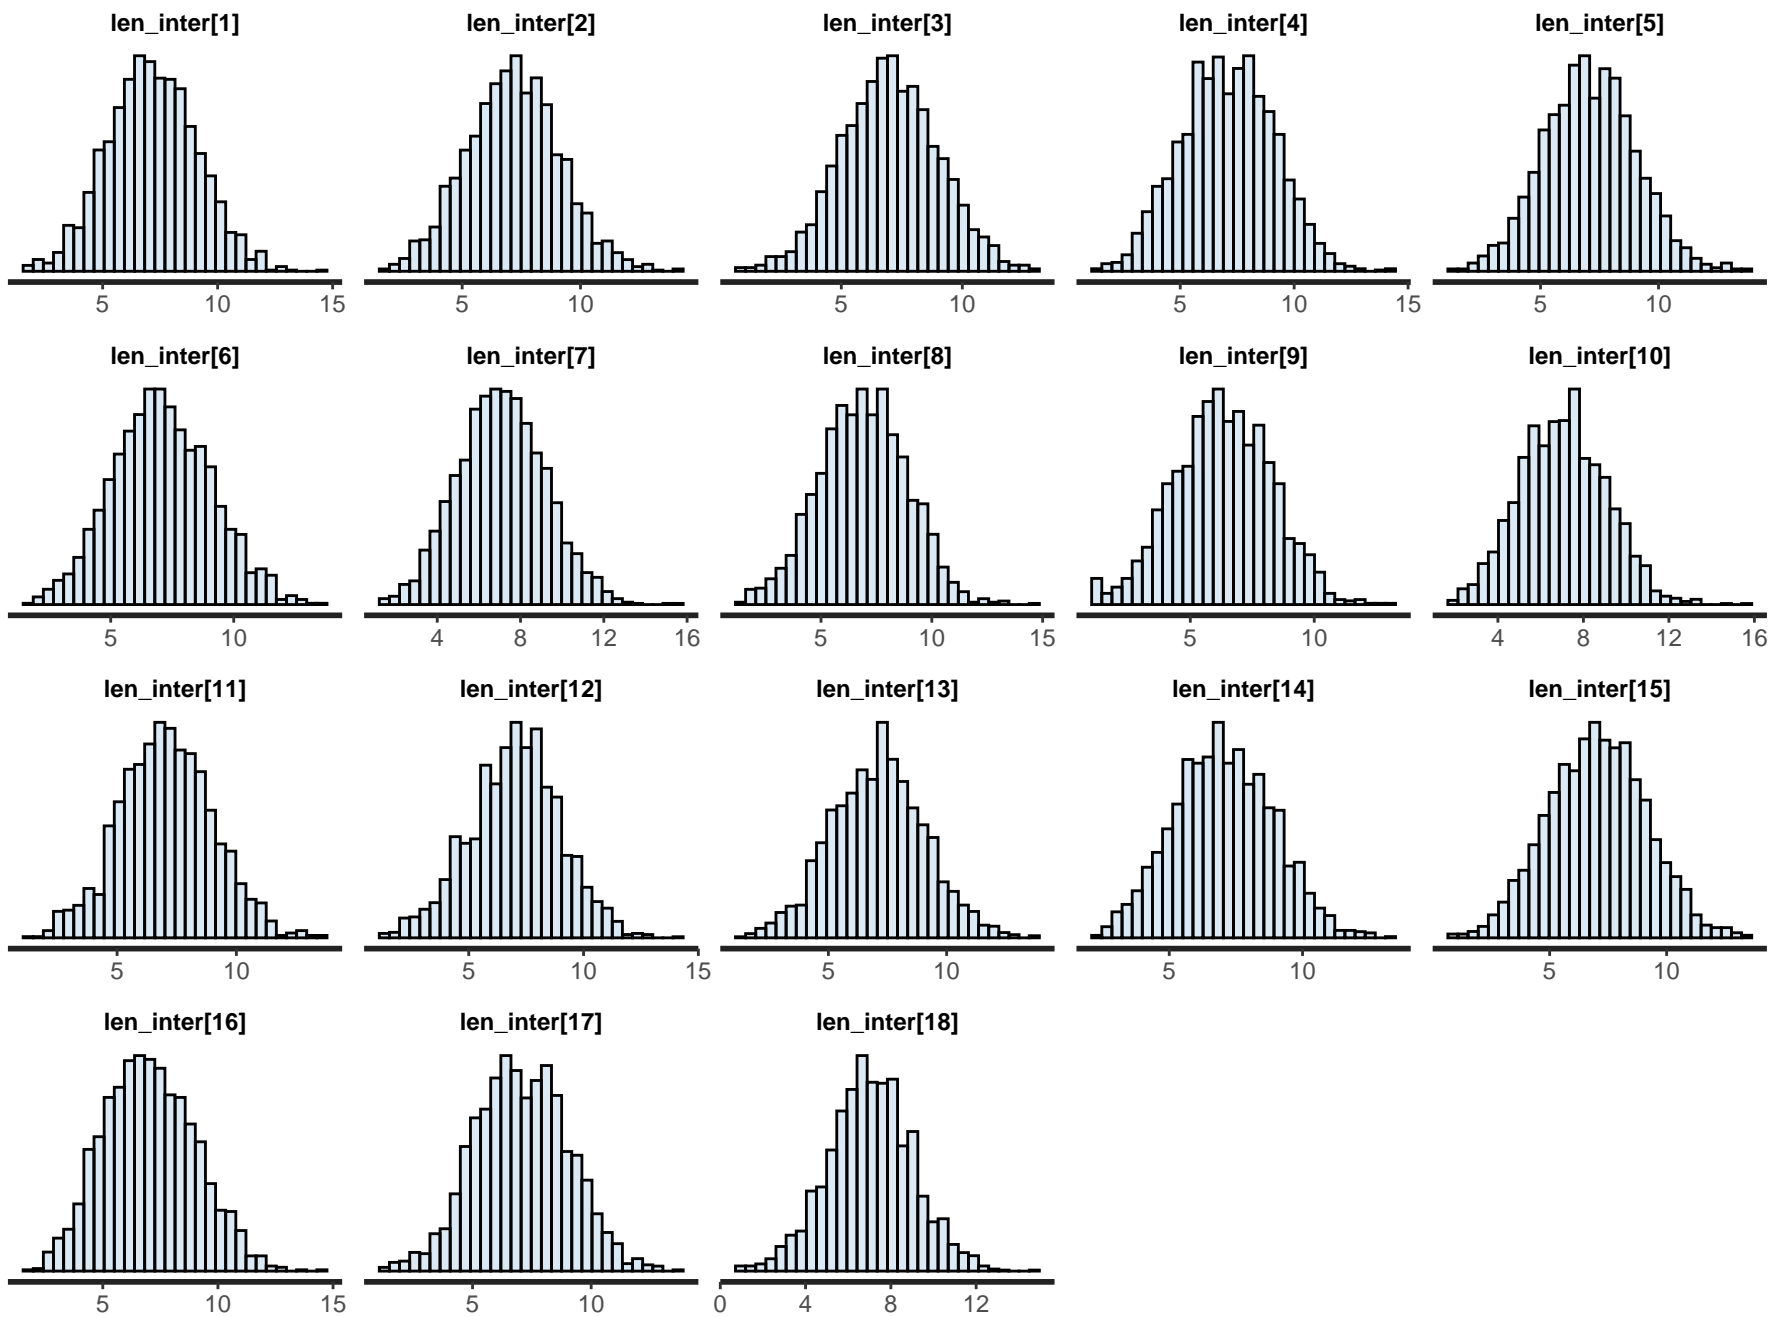 len_inter[1] len_inter[2] len_inter[3] len_inter[4] len_inter[5]
5 10 15 5 10 5 10 5 10 15 5 10
len_inter[6] len_inter[7] len_inter[8] len_inter[9] len_inter[10]
5 10 4 8 12 16 5 10 15 5 10 4 8 12 16
len_inter[11] len_inter[12] len_inter[13] len_inter[14] len_inter[15]
5 10 5 10 15 5 10 5 10 5 10
len_inter[16] len_inter[17] len_inter[18]
5 10 15 5 10 0 4 8 12